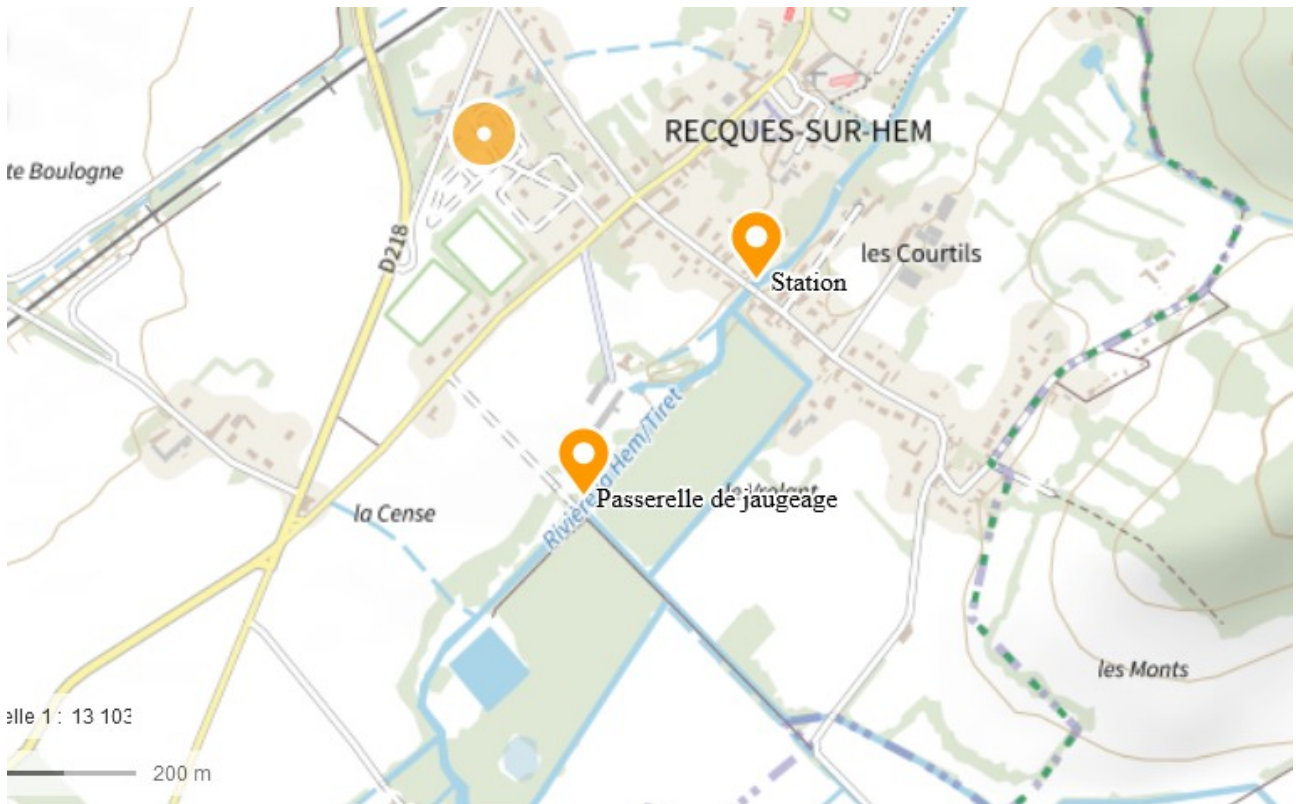 RECQUES-SUR-HEM
te Boulogne
D218
les Courtils
Station
Rivière la Hem/Tiret
Passerelle de jaugeage
la Cense
les Monts
elle 1 : 13 103
200 m